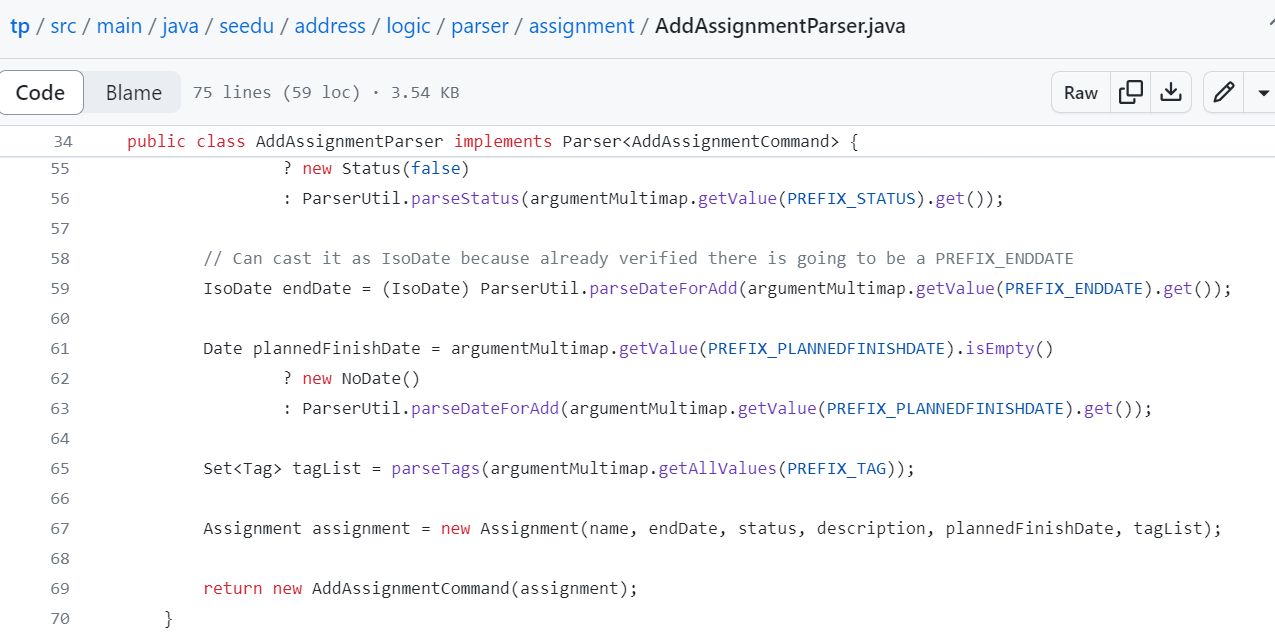 tp / src / main / java / seedu / address / logic / parser / assignment / AddAssignmentParser.java
Code Blame 75 lines (59 loc) · 3.54 KB Raw
34 public class AddAssignmentParser implements Parser<AddAssignmentCommand> {
55 ? new Status(false)
56 : ParserUtil.parseStatus(argumentMultimap.getValue(PREFIX_STATUS).get());
57
58 // Can cast it as IsoDate because already verified there is going to be a PREFIX_ENDDATE
59 IsoDate endDate = (IsoDate) ParserUtil.parseDateForAdd(argumentMultimap.getValue(PREFIX_ENDDATE).get());
60
61 Date plannedFinishDate = argumentMultimap.getValue(PREFIX_PLANNEDFINISHDATE).isEmpty()
62 ? new NoDate()
63 : ParserUtil.parseDateForAdd(argumentMultimap.getValue(PREFIX_PLANNEDFINISHDATE).get());
64
65 Set<Tag> tagList = parseTags(argumentMultimap.getAllValues(PREFIX_TAG));
66
67 Assignment assignment = new Assignment(name, endDate, status, description, plannedFinishDate, tagList);
68
69 return new AddAssignmentCommand(assignment);
70 }